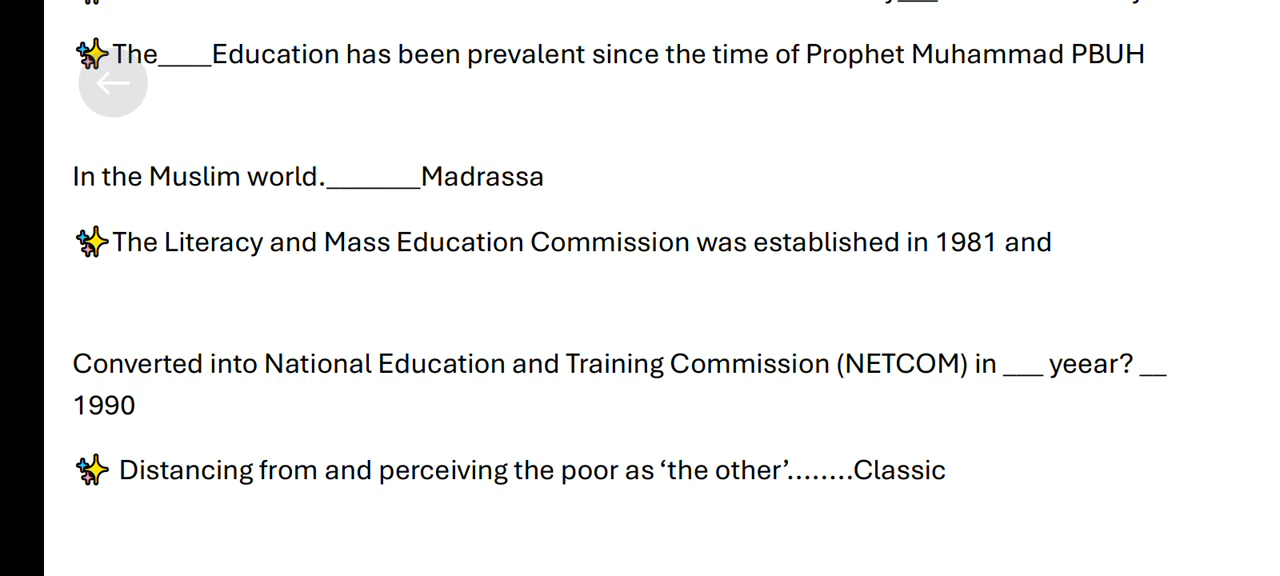 ✨The____Education has been prevalent since the time of Prophet Muhammad PBUH
In the Muslim world._______Madrassa
✨The Literacy and Mass Education Commission was established in 1981 and
Converted into National Education and Training Commission (NETCOM) in ___ yeear? __
1990
✨ Distancing from and perceiving the poor as ‘the other’........Classic